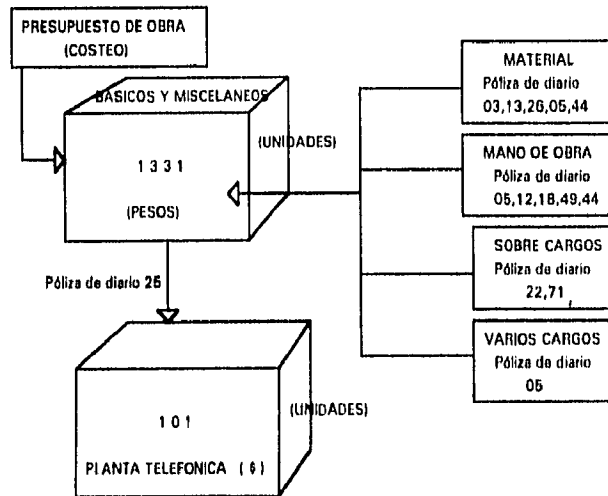 PRESUPUESTO DE OBRA
(COSTEO)
BASICOS Y MISCELANEOS
(UNIDADES)
1 3 3 1
(PESOS)
MATERIAL
Póliza de diario
03,13,26,05,44
MANO DE OBRA
Póliza de diario
05,12,18,49,44
SOBRE CARGOS
Póliza de diario
22,71,
VARIOS CARGOS
Póliza de diario
05
Póliza de diario 25
1 0 1
(UNIDADES)
PLANTA TELEFONICA ( $ )